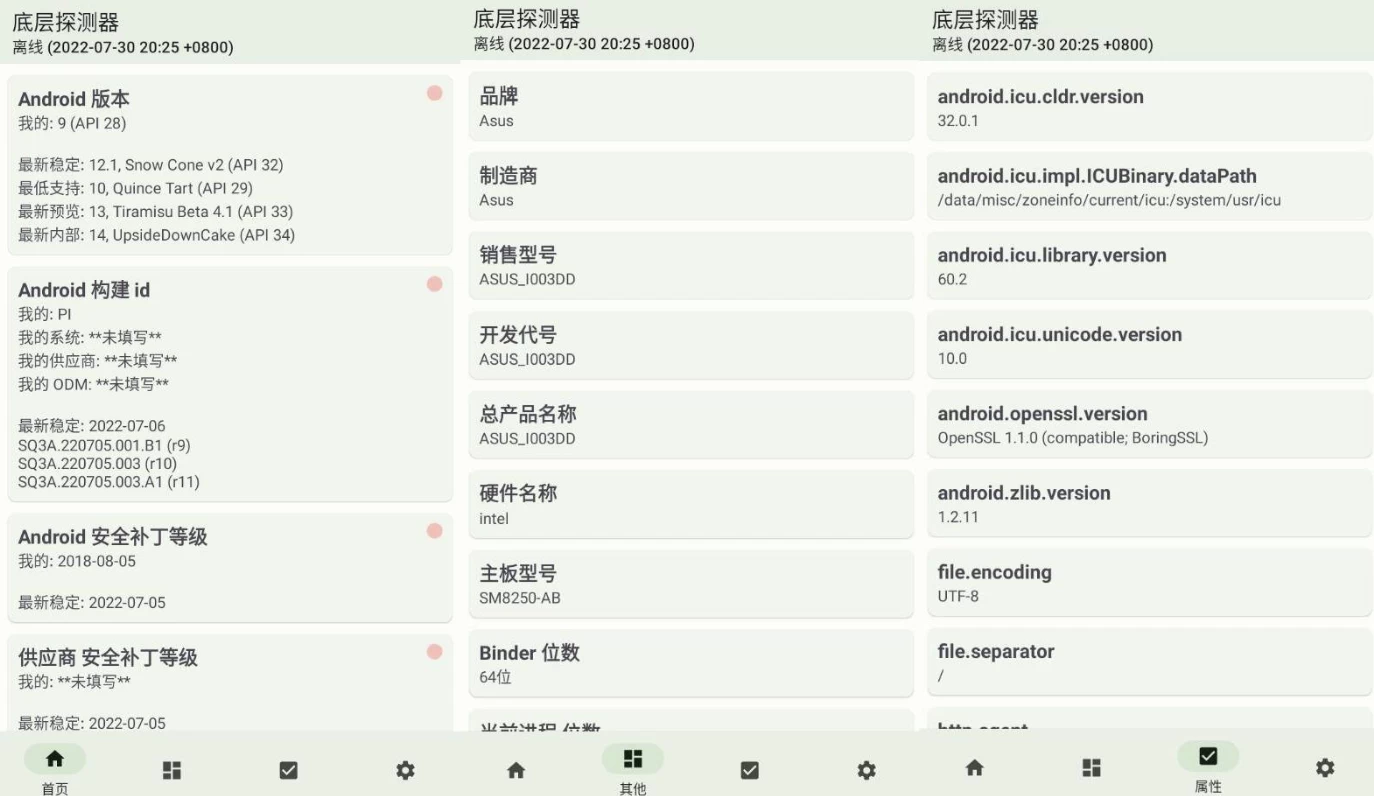 底层探测器
离线 (2022-07-30 20:25 +0800)
Android 版本
我的: 9 (API 28)
最新稳定: 12.1, Snow Cone v2 (API 32)
最低支持: 10, Quince Tart (API 29)
最新预览: 13, Tiramisu Beta 4.1 (API 33)
最新内部: 14, UpsideDownCake (API 34)
Android 构建 id
我的: PI
我的系统: **未填写**
我的供应商: **未填写**
我的 ODM: **未填写**
最新稳定: 2022-07-06
SQ3A.220705.001.B1 (r9)
SQ3A.220705.003 (r10)
SQ3A.220705.003.A1 (r11)
Android 安全补丁等级
我的: 2018-08-05
最新稳定: 2022-07-05
供应商 安全补丁等级
我的: **未填写**
最新稳定: 2022-07-05
首页
底层探测器
离线 (2022-07-30 20:25 +0800)
品牌
Asus
制造商
Asus
销售型号
ASUS_I003DD
开发代号
ASUS_I003DD
总产品名称
ASUS_I003DD
硬件名称
intel
主板型号
SM8250-AB
Binder 位数
64位
当前进程 位数
其他
底层探测器
离线 (2022-07-30 20:25 +0800)
android.icu.cldr.version
32.0.1
android.icu.impl.ICUBinary.dataPath
/data/misc/zoneinfo/current/icu:/system/usr/icu
android.icu.library.version
60.2
android.icu.unicode.version
10.0
android.openssl.version
OpenSSL 1.1.0 (compatible; BoringSSL)
android.zlib.version
1.2.11
file.encoding
UTF-8
file.separator
/
http.agent
属性